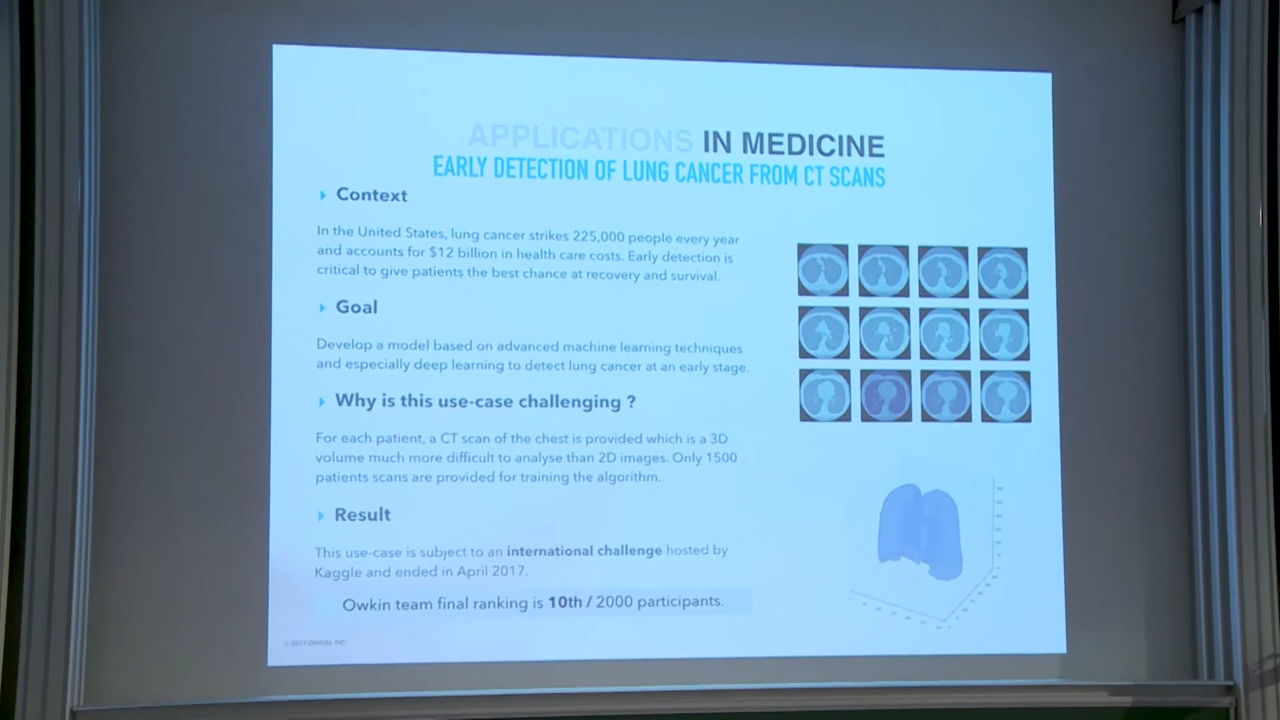 APPLICATIONS IN MEDICINE
EARLY DETECTION OF LUNG CANCER FROM CT SCANS
Context
In the United States, lung cancer strikes 225,000 people every year
and accounts for $12 billion in health care costs. Early detection is
critical to give patients the best chance at recovery and survival.
Goal
Develop a model based on advanced machine learning techniques
and especially deep learning to detect lung cancer at an early stage.
Why is this use-case challenging ?
For each patient, a CT scan of the chest is provided which is a 3D
volume much more difficult to analyse than 2D images. Only 1500
patients scans are provided for training the algorithm.
Result
This use-case is subject to an international challenge hosted by
Kaggle and ended in April 2017.
Owkin team final ranking is 10th / 2000 participants.
© 2017 OWKIN, INC